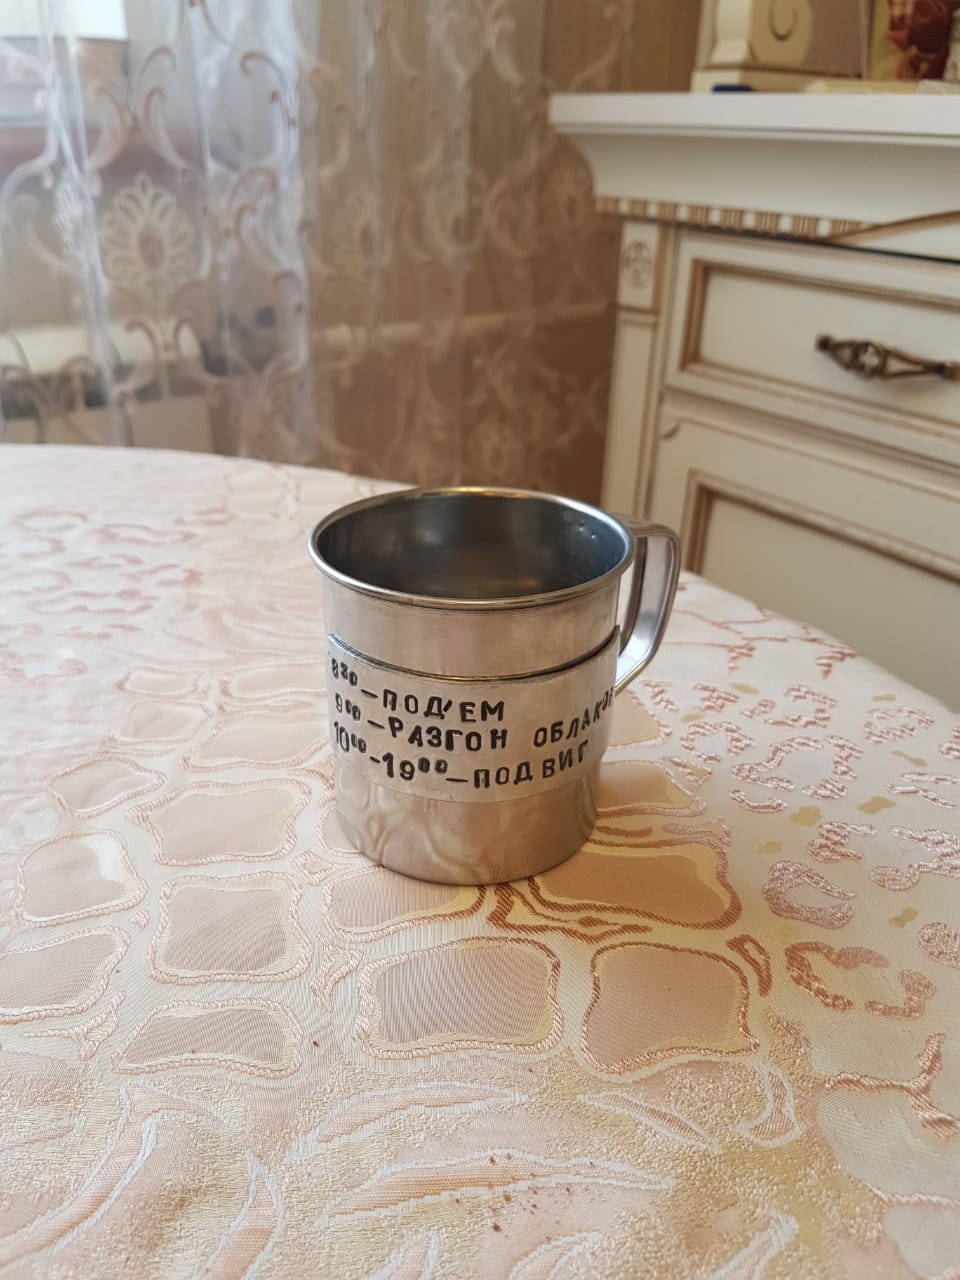 8³⁰–ПОД'ЕМ
9⁰⁰–РАЗГОН ОБЛАКОВ
10⁰⁰-19⁰⁰–ПОДВИГ